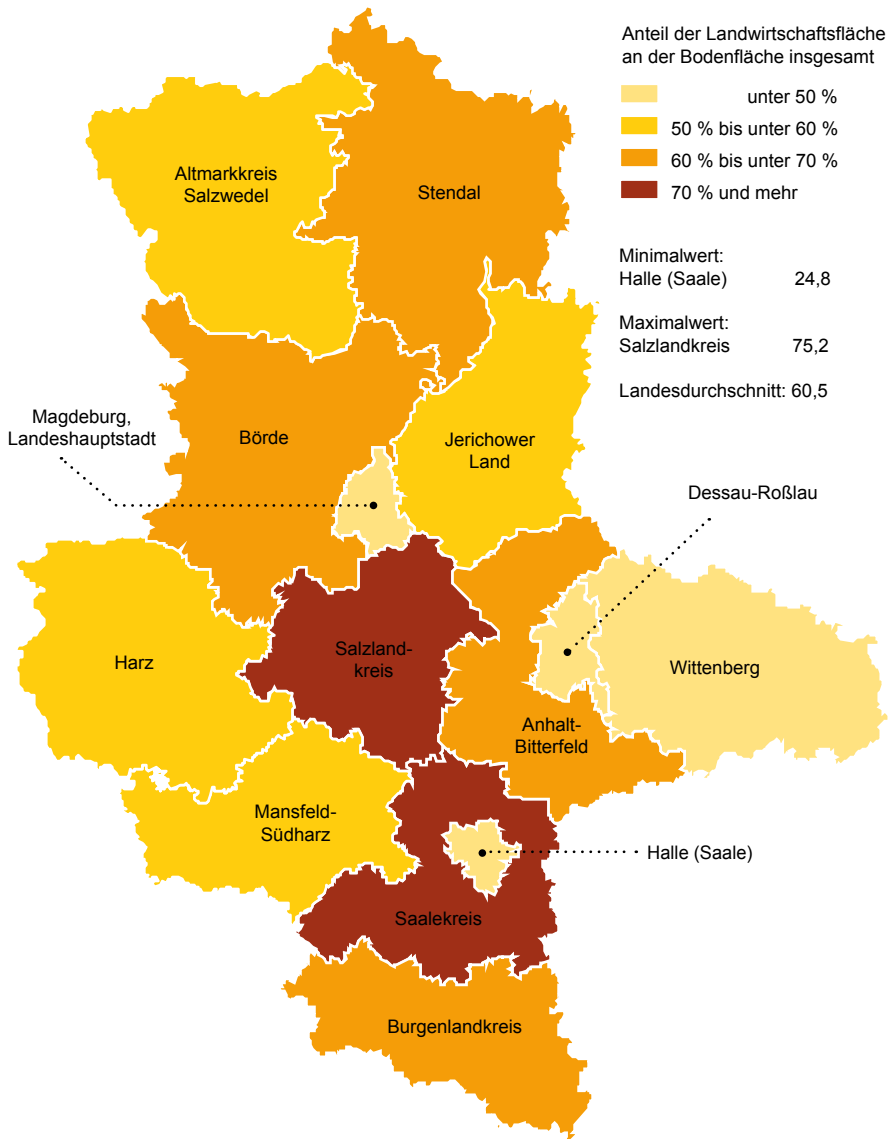 Anteil der Landwirtschaftsfläche
an der Bodenfläche insgesamt
unter 50 %
50 % bis unter 60 %
60 % bis unter 70 %
70 % und mehr
Minimalwert:
Halle (Saale) 24,8
Maximalwert:
Salzlandkreis 75,2
Landesdurchschnitt: 60,5
Altmarkkreis
Salzwedel
Stendal
Magdeburg,
Landeshauptstadt
Börde
Jerichower
Land
Dessau-Roßlau
Harz
Salzland-
kreis
Wittenberg
Anhalt-
Bitterfeld
Mansfeld-
Südharz
Halle (Saale)
Saalekreis
Burgenlandkreis